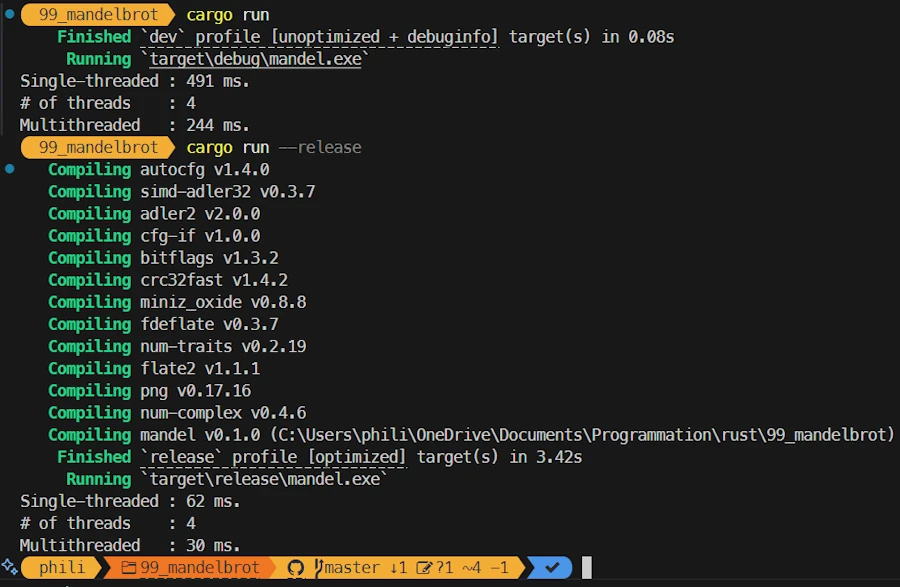 99_mandelbrot cargo run
Finished `dev` profile [unoptimized + debuginfo] target(s) in 0.08s
Running `target\debug\mandel.exe`
Single-threaded : 491 ms.
# of threads    : 4
Multithreaded   : 244 ms.
99_mandelbrot cargo run --release
Compiling autocfg v1.4.0
Compiling simd-adler32 v0.3.7
Compiling adler2 v2.0.0
Compiling cfg-if v1.0.0
Compiling bitflags v1.3.2
Compiling crc32fast v1.4.2
Compiling miniz_oxide v0.8.8
Compiling fdeflate v0.3.7
Compiling num-traits v0.2.19
Compiling flate2 v1.1.1
Compiling png v0.17.16
Compiling num-complex v0.4.6
Compiling mandel v0.1.0 (C:\Users\phili\OneDrive\Documents\Programmation\rust\99_mandelbrot)
Finished `release` profile [optimized] target(s) in 3.42s
Running `target\release\mandel.exe`
Single-threaded : 62 ms.
# of threads    : 4
Multithreaded   : 30 ms.
phili 99_mandelbrot master ↓1 ?1 ~4 -1